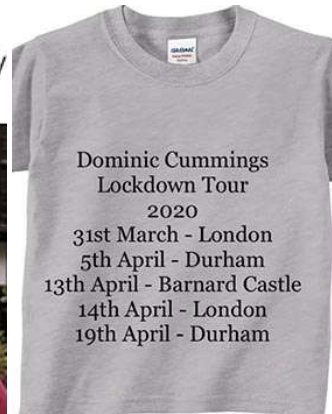 GILDAN
Dominic Cummings
Lockdown Tour
2020
31st March - London
5th April - Durham
13th April - Barnard Castle
14th April - London
19th April - Durham